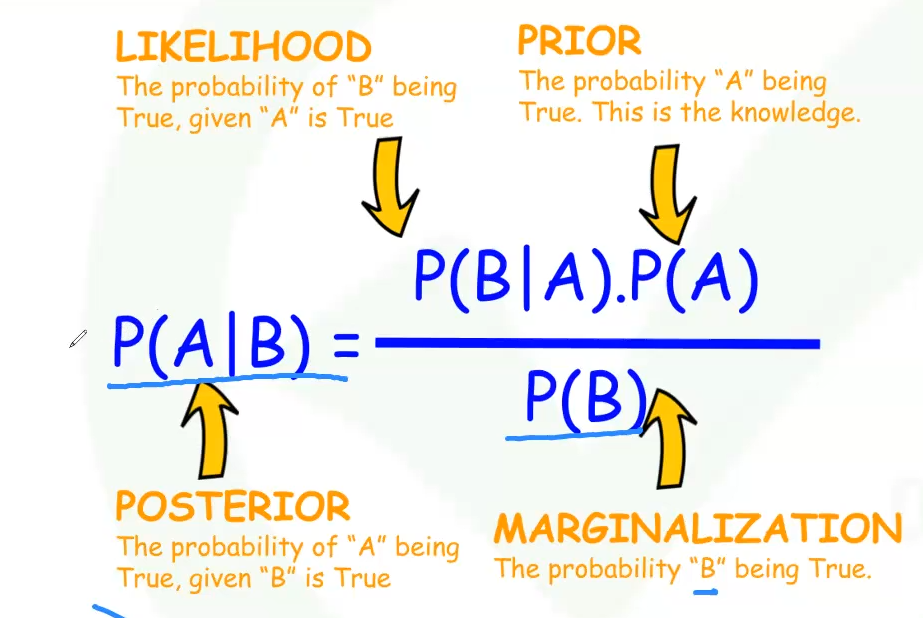 LIKELIHOOD
The probability of “B” being
True, given “A” is True
PRIOR
The probability “A” being
True. This is the knowledge.
P(B|A).P(A)
P(A|B) =
P(B)
POSTERIOR
The probability of “A” being
True, given “B” is True
MARGINALIZATION
The probability “B” being True.